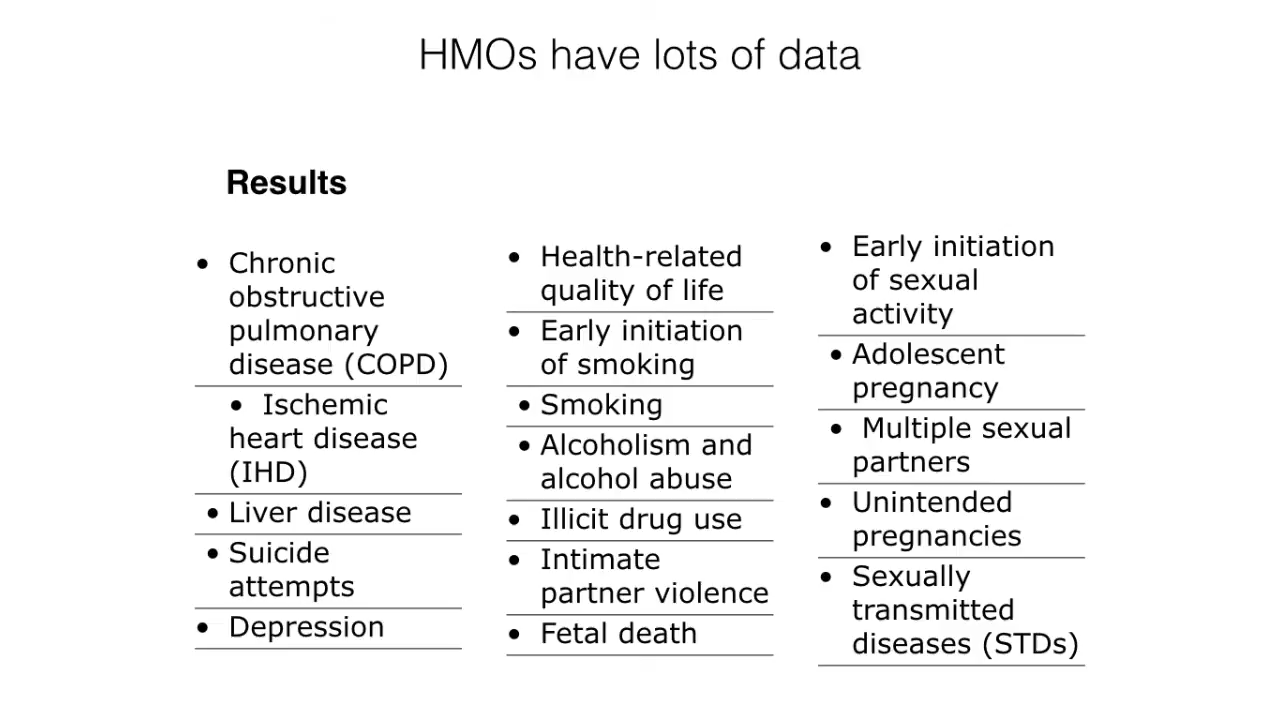 HMOs have lots of data
Results
• Chronic
obstructive
pulmonary
disease (COPD)
• Ischemic
heart disease
(IHD)
• Liver disease
• Suicide
attempts
• Depression
• Health-related
quality of life
• Early initiation
of smoking
• Smoking
• Alcoholism and
alcohol abuse
• Illicit drug use
• Intimate
partner violence
• Fetal death
• Early initiation
of sexual
activity
• Adolescent
pregnancy
• Multiple sexual
partners
• Unintended
pregnancies
• Sexually
transmitted
diseases (STDs)